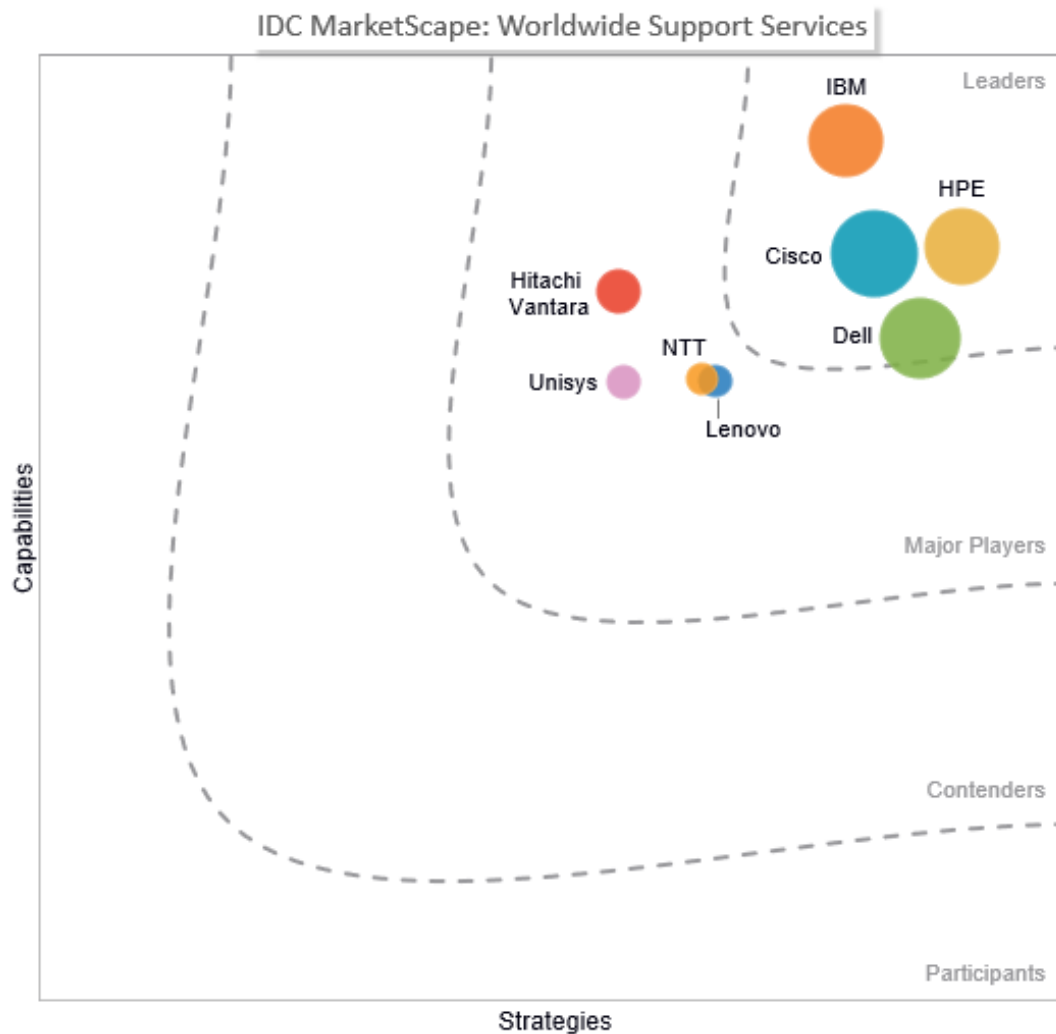 IDC MarketScape: Worldwide Support Services
Leaders
IBM
HPE
Cisco
Hitachi
Vantara
Dell
NTT
Unisys
Lenovo
Capabilities
Major Players
Contenders
Participants
Strategies